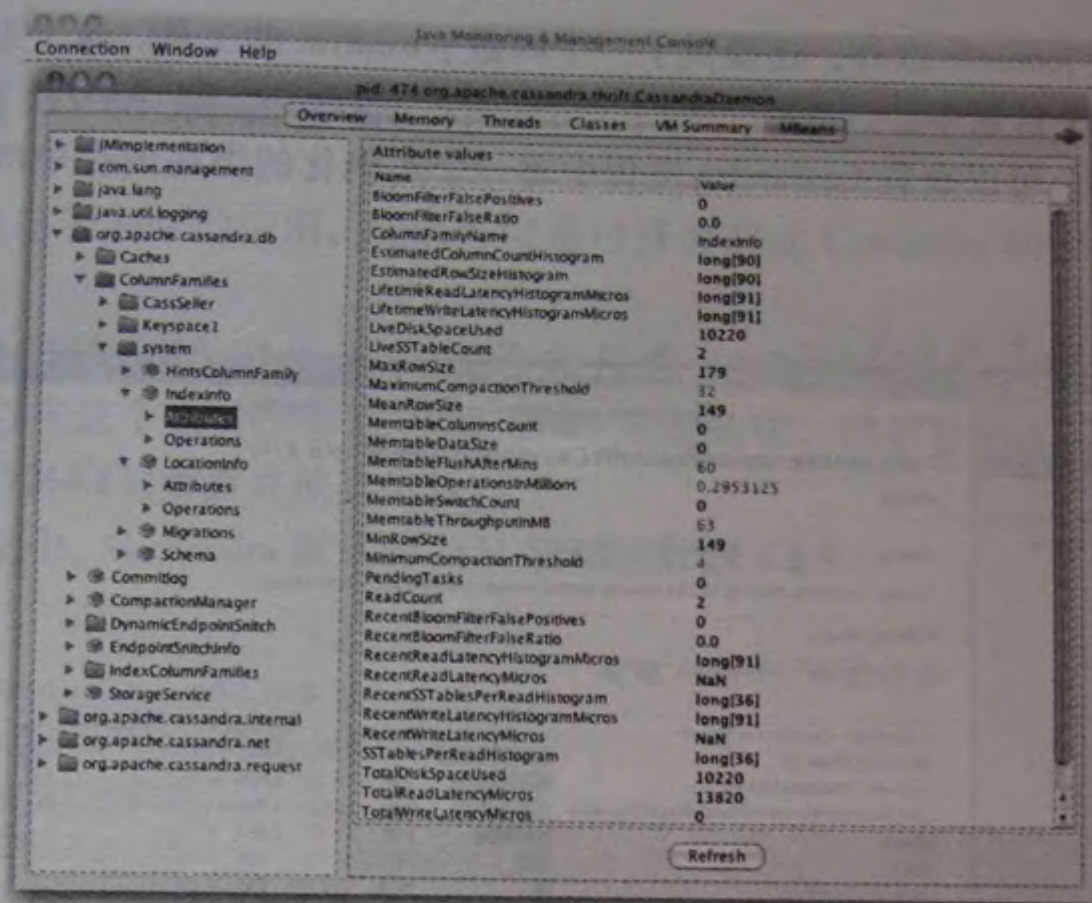 Java Monitoring & Management Console
Connection Window Help
pid: 474 org.apache.cassandra.thrift.CassandraDaemon
Overview Memory Threads Classes VM Summary MBeans
JMImplementation
com.sun.management
java.lang
java.util.logging
org.apache.cassandra.db
Caches
ColumnFamilies
CassSeller
Keyspace1
system
HintsColumnFamily
IndexInfo
Attributes
Operations
LocationInfo
Attributes
Operations
Migrations
Schema
Commitlog
CompactionManager
DynamicEndpointSnitch
EndpointSnitchInfo
IndexColumnFamilies
StorageService
org.apache.cassandra.internal
org.apache.cassandra.net
org.apache.cassandra.request
Attribute values
Name Value
BloomFilterFalsePositives 0
BloomFilterFalseRatio 0.0
ColumnFamilyName IndexInfo
EstimatedColumnCountHistogram long[90]
EstimatedRowSizeHistogram long[90]
LifetimeReadLatencyHistogramMicros long[91]
LifetimeWriteLatencyHistogramMicros long[91]
LiveDiskSpaceUsed 10220
LiveSSTableCount 2
MaxRowSize 179
MaximumCompactionThreshold 32
MeanRowSize 149
MemtableColumnsCount 0
MemtableDataSize 0
MemtableFlushAfterMins 60
MemtableOperationsInMillions 0.2953125
MemtableSwitchCount 0
MemtableThroughputInMB 63
MinRowSize 149
MinimumCompactionThreshold 4
PendingTasks 0
ReadCount 2
RecentBloomFilterFalsePositives 0
RecentBloomFilterFalseRatio 0.0
RecentReadLatencyHistogramMicros long[91]
RecentReadLatencyMicros NaN
RecentSSTablesPerReadHistogram long[36]
RecentWriteLatencyHistogramMicros long[91]
RecentWriteLatencyMicros NaN
SSTablesPerReadHistogram long[36]
TotalDiskSpaceUsed 10220
TotalReadLatencyMicros 13820
TotalWriteLatencyMicros 0
Refresh